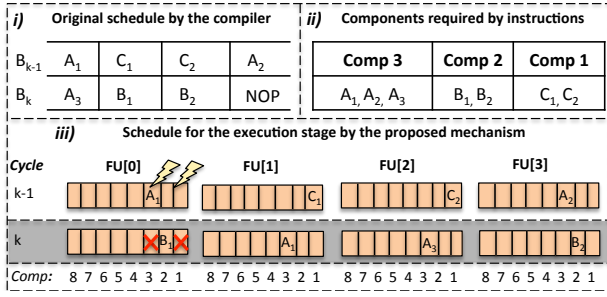 i) Original schedule by the compiler
ii) Components required by instructions
B k-1 A1 C1 C2 A2
Bk A3 B1 B2 NOP
Comp 3 Comp 2 Comp 1
A1, A2, A3 B1, B2 C1, C2
iii) Schedule for the execution stage by the proposed mechanism
Cycle FU[0] FU[1] FU[2] FU[3]
k-1 A1 C1 C2 A2
k B1 A1 A3 B2
Comp: 8 7 6 5 4 3 2 1 8 7 6 5 4 3 2 1 8 7 6 5 4 3 2 1 8 7 6 5 4 3 2 1